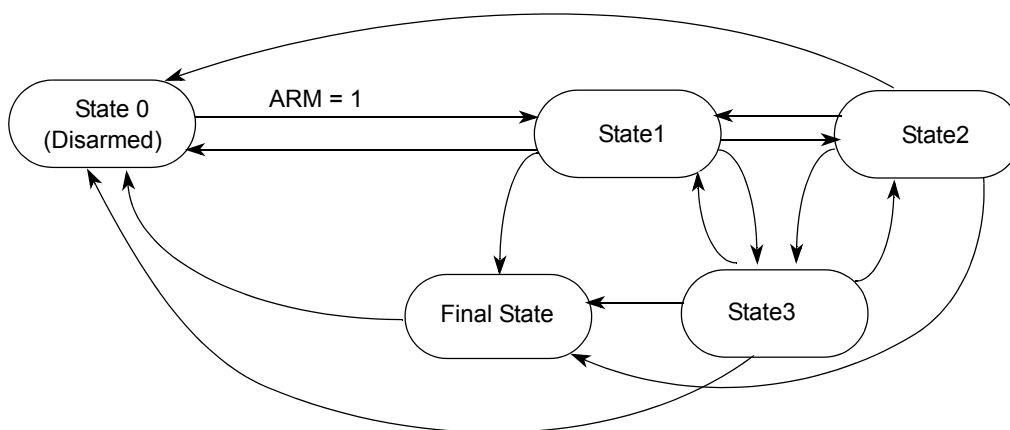 State 0
(Disarmed)
ARM = 1
State1
State2
Final State
State3